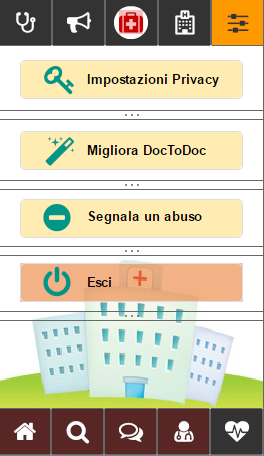 Impostazioni Privacy
Migliora DocToDoc
Segnala un abuso
Esci